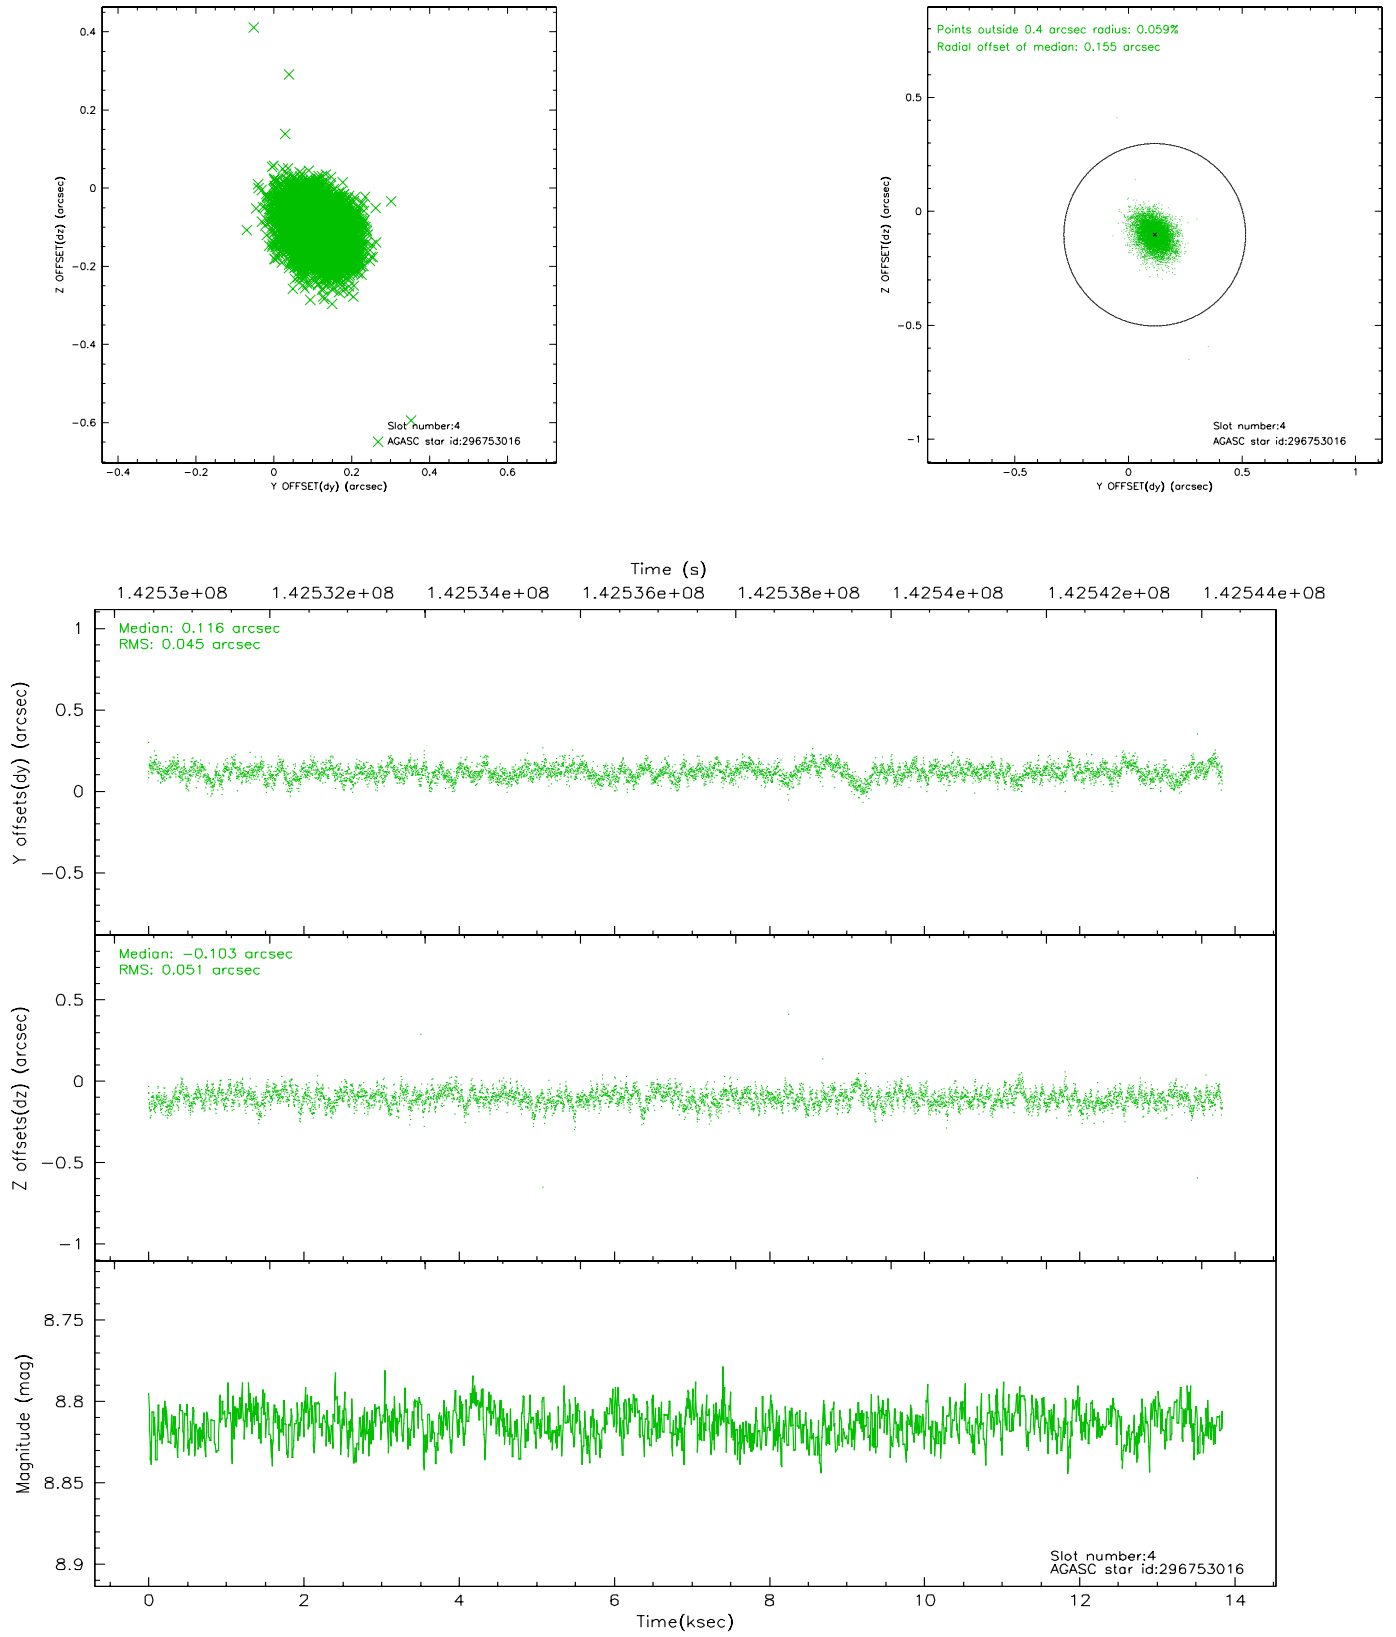 0.4
0.2
0
−0.2
−0.4
−0.6
Z OFFSET(dz) (arcsec)
Slot number:4
AGASC star id:296753016
−0.4 −0.2 0 0.2 0.4 0.6
Y OFFSET(dy) (arcsec)
Points outside 0.4 arcsec radius: 0.059%
Radial offset of median: 0.155 arcsec
0.5
0
−0.5
−1
Z OFFSET(dz) (arcsec)
Slot number:4
AGASC star id:296753016
−0.5 0 0.5 1
Y OFFSET(dy) (arcsec)
Time (s)
1.4253e+08 1.42532e+08 1.42534e+08 1.42536e+08 1.42538e+08 1.4254e+08 1.42542e+08 1.42544e+08
Median: 0.116 arcsec
RMS: 0.045 arcsec
1
0.5
0
−0.5
Y offsets(dy) (arcsec)
Median: −0.103 arcsec
RMS: 0.051 arcsec
0.5
0
−0.5
−1
Z offsets(dz) (arcsec)
8.75
8.8
8.85
8.9
Magnitude (mag)
Slot number:4
AGASC star id:296753016
0 2 4 6 8 10 12 14
Time(ksec)